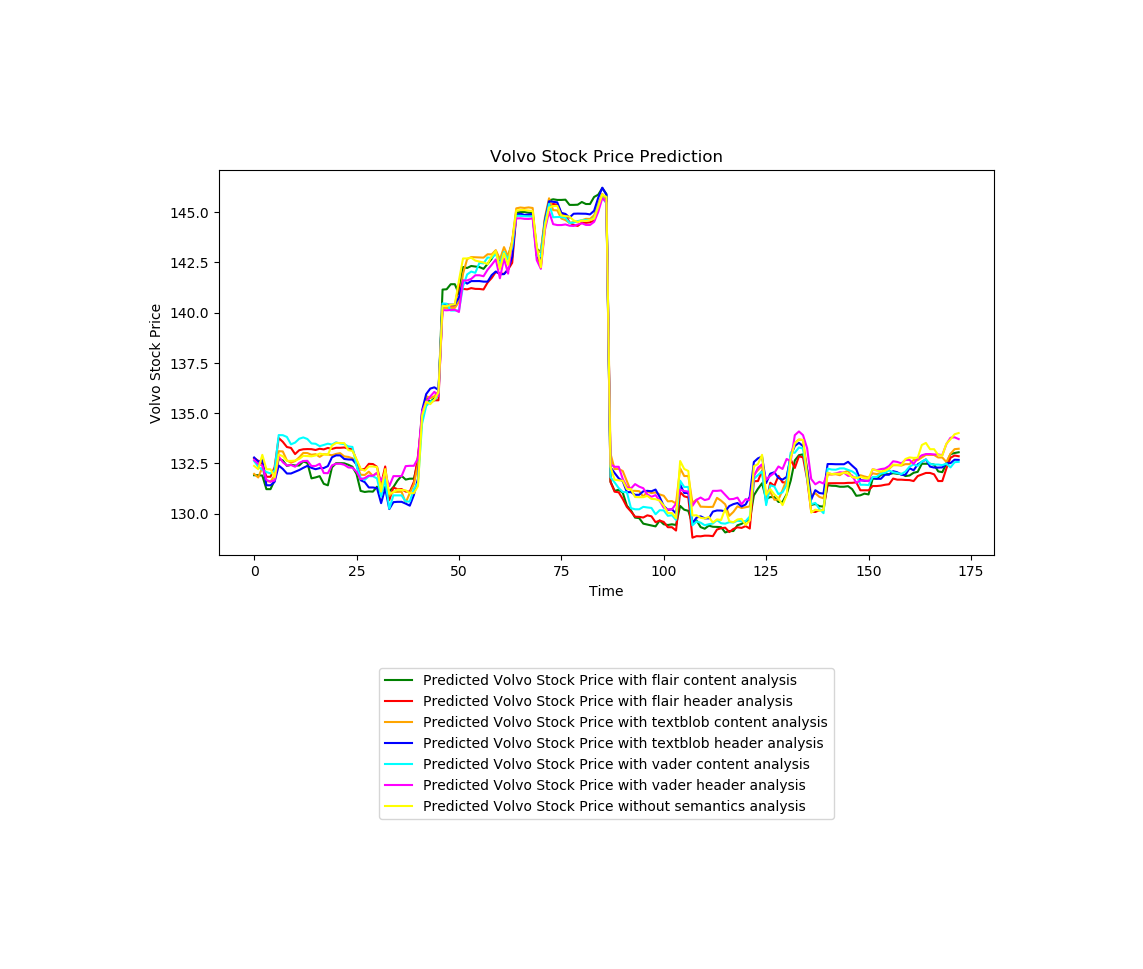 Volvo Stock Price Prediction
Volvo Stock Price
145.0
142.5
140.0
137.5
135.0
132.5
130.0
0 25 50 75 100 125 150 175
Time
Predicted Volvo Stock Price with flair content analysis
Predicted Volvo Stock Price with flair header analysis
Predicted Volvo Stock Price with textblob content analysis
Predicted Volvo Stock Price with textblob header analysis
Predicted Volvo Stock Price with vader content analysis
Predicted Volvo Stock Price with vader header analysis
Predicted Volvo Stock Price without semantics analysis